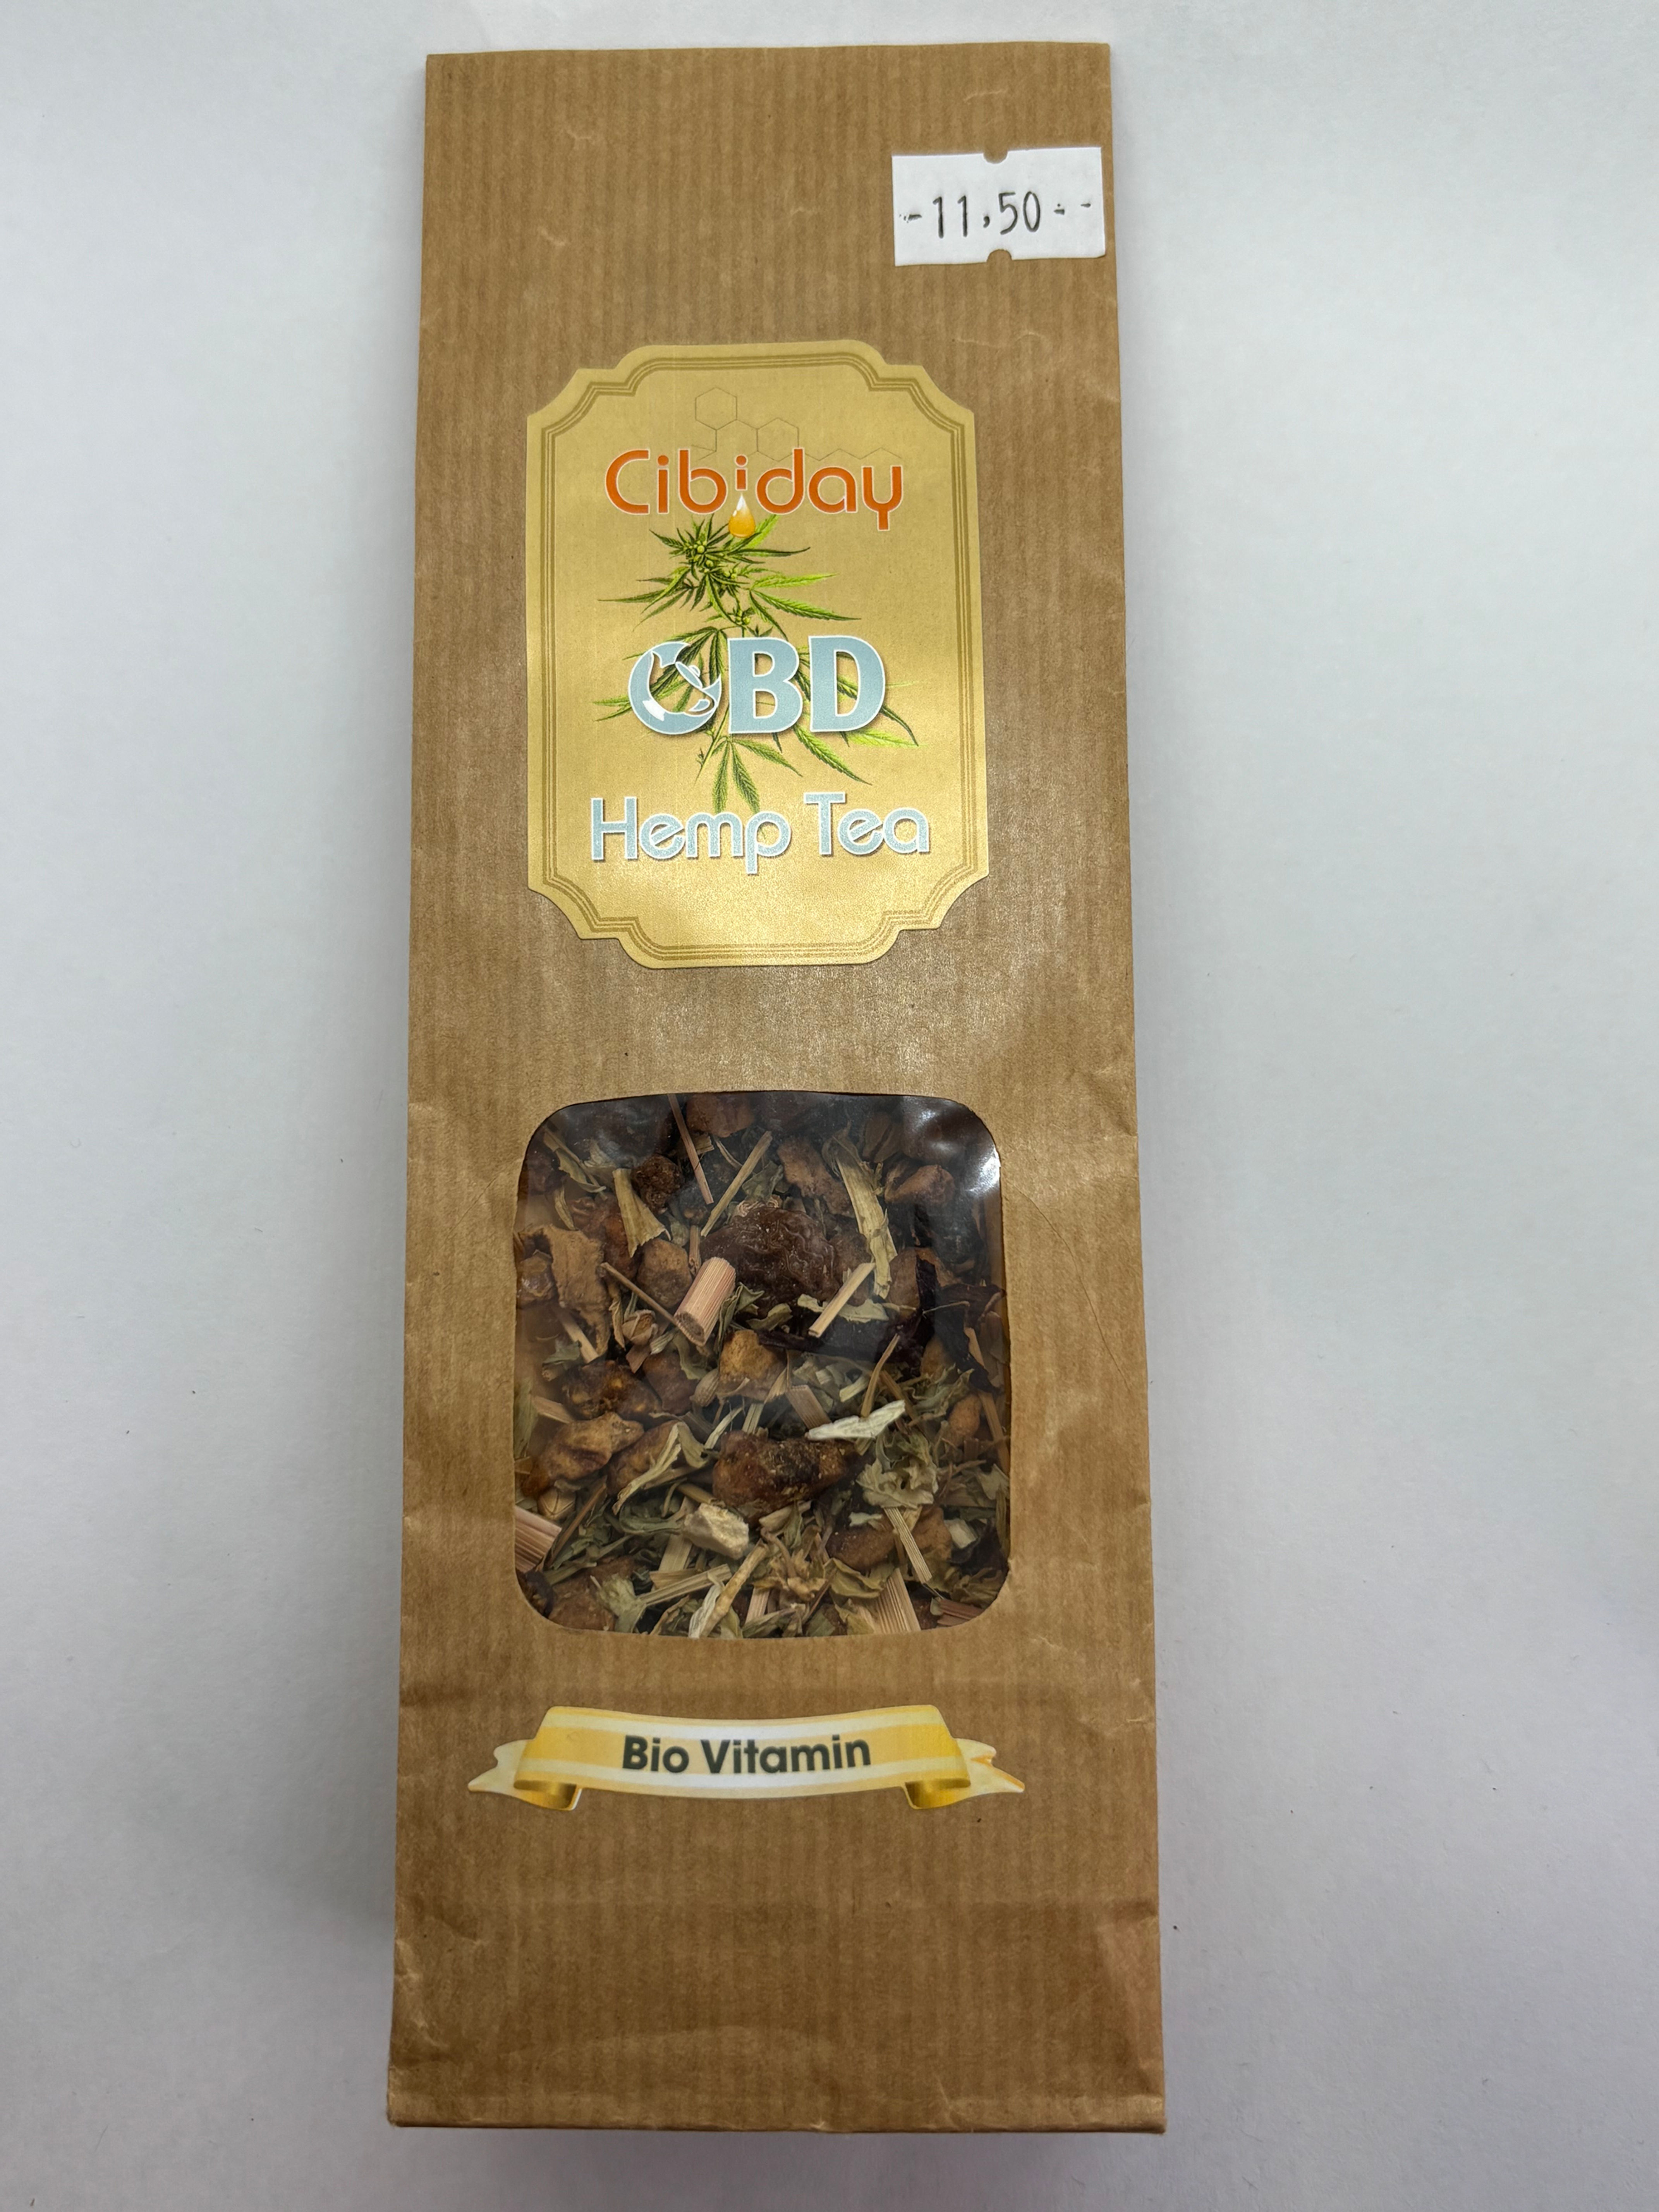 -11,50--
Cibiday
CBD
Hemp Tea
Bio Vitamin